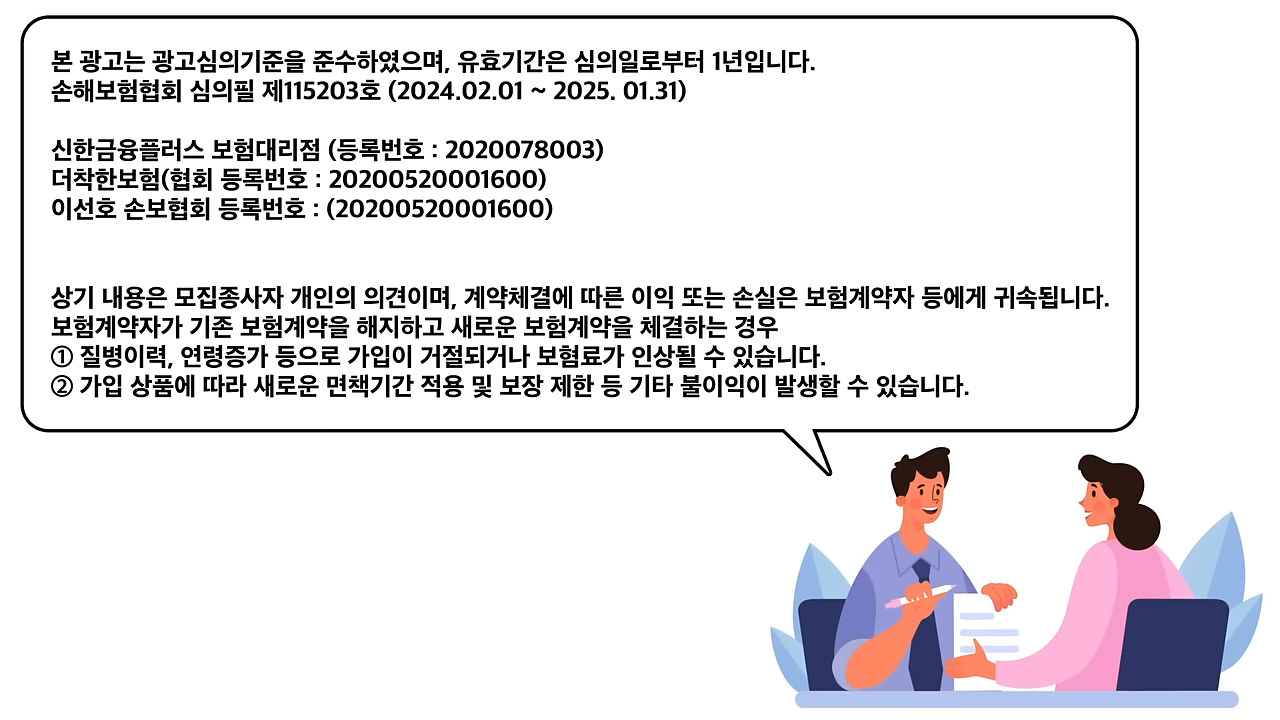 본 광고는 광고심의기준을 준수하였으며, 유효기간은 심의일로부터 1년입니다.
손해보험협회 심의필 제115203호 (2024.02.01 ~ 2025. 01.31)
신한금융플러스 보험대리점 (등록번호 : 2020078003)
더착한보험(협회 등록번호 : 20200520001600)
이선호 손보협회 등록번호 : (20200520001600)
상기 내용은 모집종사자 개인의 의견이며, 계약체결에 따른 이익 또는 손실은 보험계약자 등에게 귀속됩니다.
보험계약자가 기존 보험계약을 해지하고 새로운 보험계약을 체결하는 경우
① 질병이력, 연령증가 등으로 가입이 거절되거나 보험료가 인상될 수 있습니다.
② 가입 상품에 따라 새로운 면책기간 적용 및 보장 제한 등 기타 불이익이 발생할 수 있습니다.